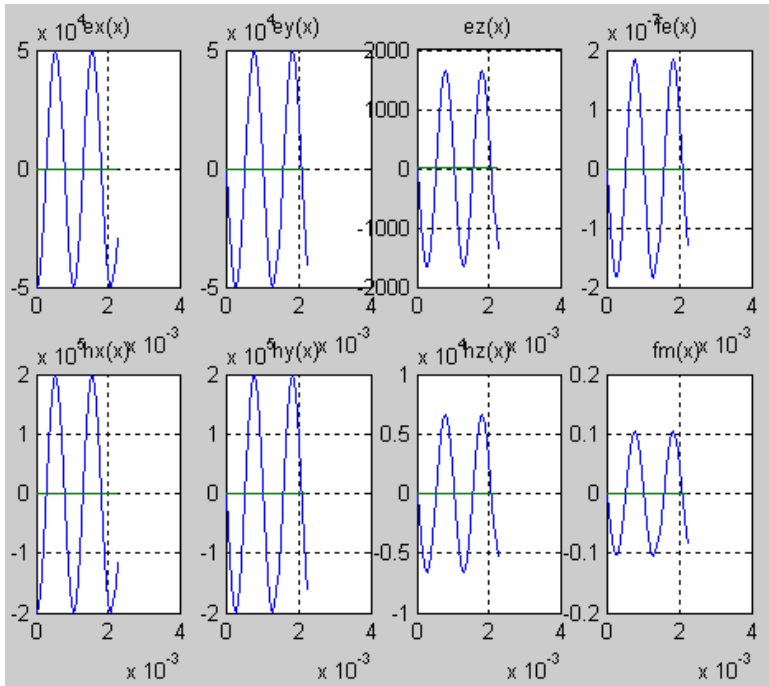 x 10^4 ex(x) x 10^4 ey(x) ez(x) x 10^-7 fe(x)
5 5 2000 2
1000 1
0 0 0 0
-1000 -1
-5 -5 -2000 -2
0 2 4 0 2 4 0 2 4 0 2 4
x 10^-3 x 10^-3 x 10^-3 x 10^-3
x 10^5 hx(x) x 10^5 hy(x) x 10^4 hz(x) fm(x)
2 2 1 0.2
1 1 0.5 0.1
0 0 0 0
-1 -1 -0.5 -0.1
-2 -2 -1 0.2
0 2 4 0 2 4 0 2 4 0 2 4
x 10^-3 x 10^-3 x 10^-3 x 10^-3